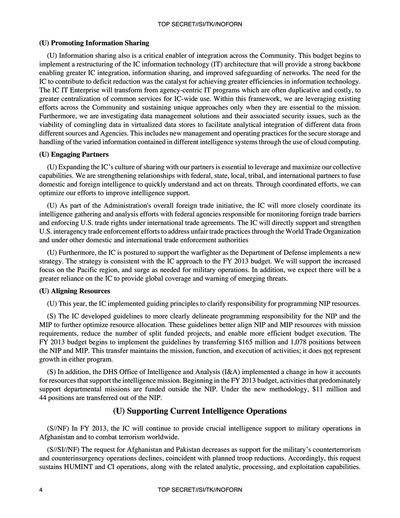 TOP SECRET//SI/TK//NOFORN
(U) Promoting Information Sharing
(U) Information sharing also is a critical enabler of integration across the Community. This budget begins to
implement a restructuring of the IC information technology (IT) architecture that will provide a strong backbone
enabling greater IC integration, information sharing, and improved safeguarding of networks. The need for the
IC to contribute to deficit reduction was the catalyst for achieving greater efficiencies in information technology.
The IC IT Enterprise will transform from agency-centric IT programs which are often duplicative and costly, to
greater centralization of common services for IC-wide use. Within this framework, we are leveraging existing
efforts across the Community and sustaining unique approaches only when they are essential to the mission.
Furthermore, we are investigating data management solutions and their associated security issues, such as the
viability of comingling data in virtualized data stores to facilitate analytical integration of different data from
different sources and Agencies. This includes new management and operating practices for the secure storage and
handling of the varied information contained in different intelligence systems through the use of cloud computing.
(U) Engaging Partners
(U) Expanding the IC's culture of sharing with our partners is essential to leverage and maximize our collective
capabilities. We are strengthening relationships with federal, state, local, tribal, and international partners to fuse
domestic and foreign intelligence to quickly understand and act on threats. Through coordinated efforts, we can
optimize our efforts to improve intelligence support.
(U) As part of the Administration's overall foreign trade initiative, the IC will more closely coordinate its
intelligence gathering and analysis efforts with federal agencies responsible for monitoring foreign trade barriers
and enforcing U.S. trade rights under international trade agreements. The IC will directly support and strengthen
U.S. interagency trade enforcement efforts to address unfair trade practices through the World Trade Organization
and under other domestic and international trade enforcement authorities
(U) Furthermore, the IC is postured to support the warfighter as the Department of Defense implements a new
strategy. The strategy is consistent with the IC approach to the FY 2013 budget. We will support the increased
focus on the Pacific region, and surge as needed for military operations. In addition, we expect there will be a
greater reliance on the IC to provide global coverage and warning of emerging threats.
(U) Aligning Resources
(U) This year, the IC implemented guiding principles to clarify responsibility for programming NIP resources.
(S) The IC developed guidelines to more clearly delineate programming responsibility for the NIP and the
MIP to further optimize resource allocation. These guidelines better align NIP and MIP resources with mission
requirements, reduce the number of split funded projects, and enable more efficient budget execution. The
FY 2013 budget begins to implement the guidelines by transferring $165 million and 1,078 positions between
the NIP and MIP. This transfer maintains the mission, function, and execution of activities; it does not represent
growth in either program.
(S) In addition, the DHS Office of Intelligence and Analysis (I&A) implemented a change in how it accounts
for resources that support the intelligence mission. Beginning in the FY 2013 budget, activities that predominately
support departmental missions are funded outside the NIP. Under the new methodology, $11 million and
44 positions are transferred out of the NIP.
(U) Supporting Current Intelligence Operations
(S//NF) In FY 2013, the IC will continue to provide crucial intelligence support to military operations in
Afghanistan and to combat terrorism worldwide.
(S//SI//NF) The request for Afghanistan and Pakistan decreases as support for the military's counterterrorism
and counterinsurgency operations declines, coincident with planned troop reductions. Accordingly, this request
sustains HUMINT and CI operations, along with the related analytic, processing, and exploitation capabilities.
4 TOP SECRET//SI/TK//NOFORN